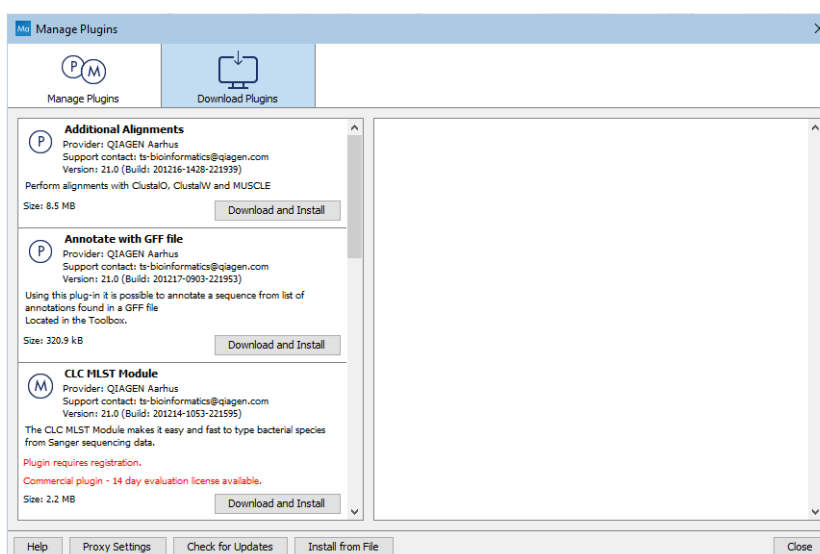 Ma Manage Plugins
P M
Manage Plugins
Download Plugins
P
Additional Alignments
Provider: QIAGEN Aarhus
Support contact: ts-bioinformatics@qiagen.com
Version: 21.0 (Build: 201216-1428-221939)
Perform alignments with ClustalO, ClustalW and MUSCLE
Size: 8.5 MB
Download and Install
P
Annotate with GFF file
Provider: QIAGEN Aarhus
Support contact: ts-bioinformatics@qiagen.com
Version: 21.0 (Build: 201217-0903-221953)
Using this plug-in it is possible to annotate a sequence from list of
annotations found in a GFF file
Located in the Toolbox.
Size: 320.9 kB
Download and Install
M
CLC MLST Module
Provider: QIAGEN Aarhus
Support contact: ts-bioinformatics@qiagen.com
Version: 21.0 (Build: 201214-1053-221595)
The CLC MLST Module makes it easy and fast to type bacterial species
from Sanger sequencing data.
Plugin requires registration.
Commercial plugin - 14 day evaluation license available.
Size: 2.2 MB
Download and Install
Help
Proxy Settings
Check for Updates
Install from File
Close